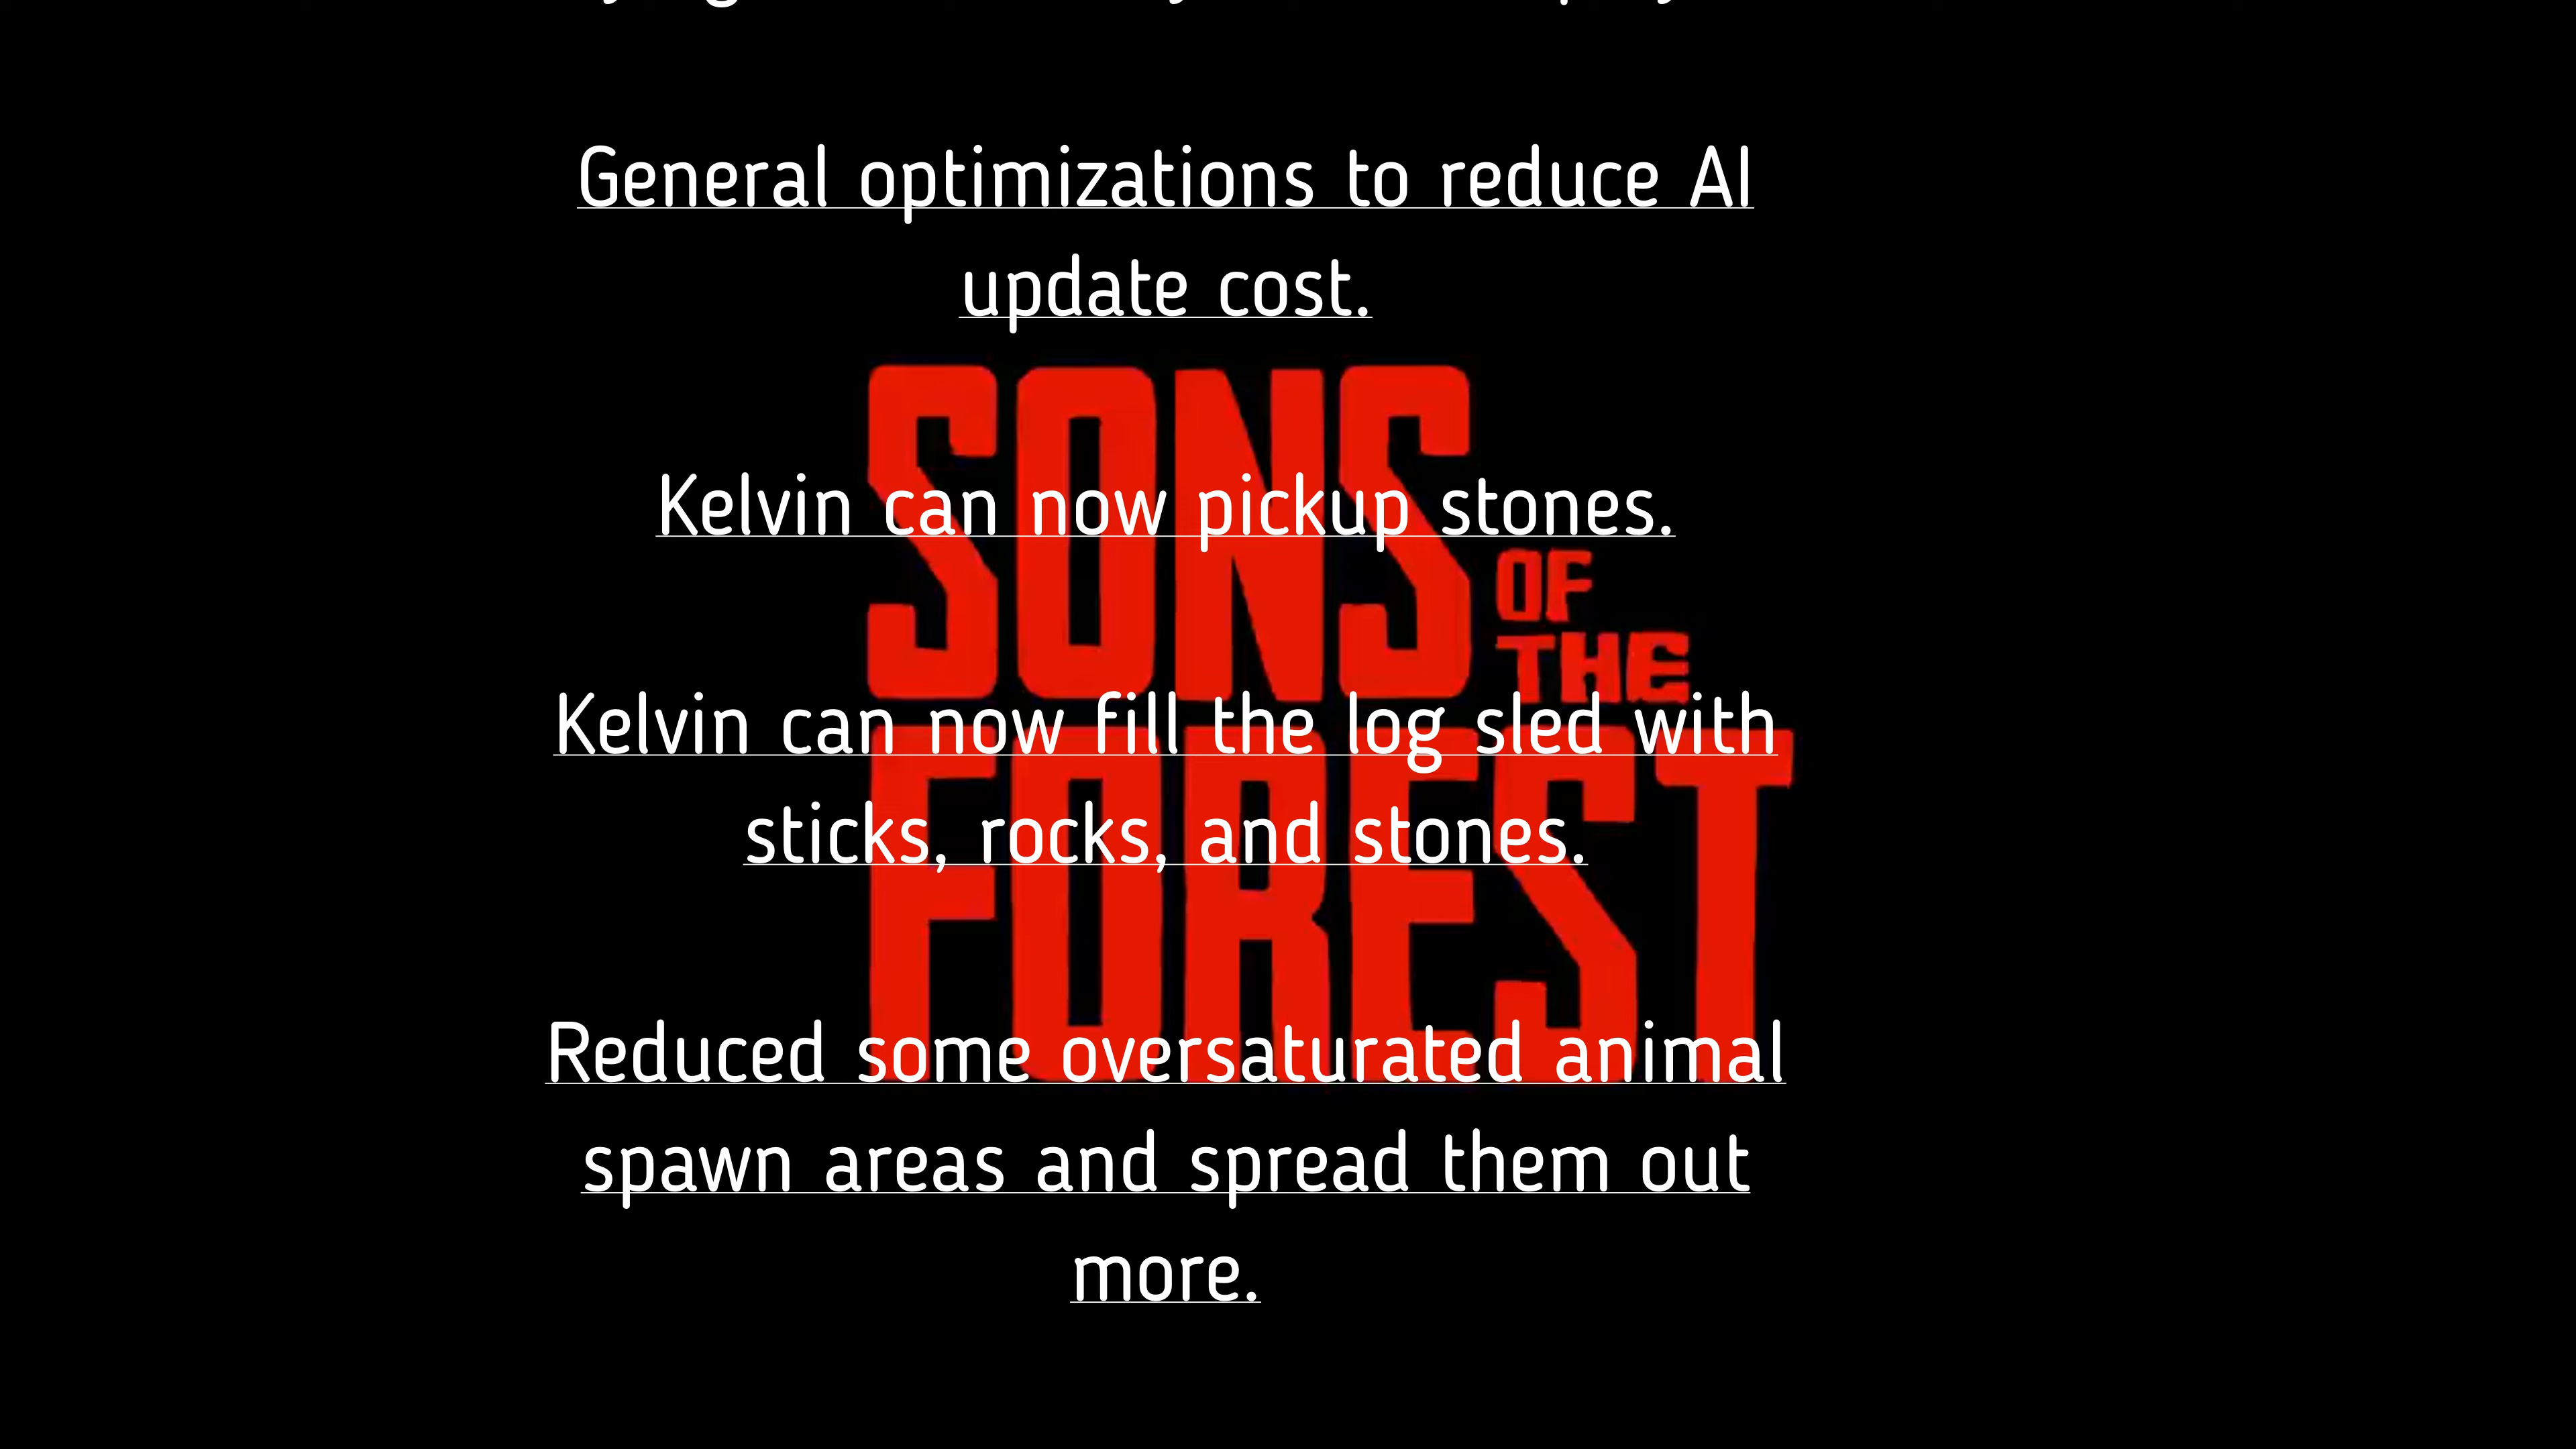 General optimizations to reduce AI
update cost.
SONS
Kelvin can now pickup stones.
OF
THE
Kelvin can now fill the log sled with
FOREST
sticks, rocks, and stones.
Reduced some oversaturated animal
spawn areas and spread them out
more.